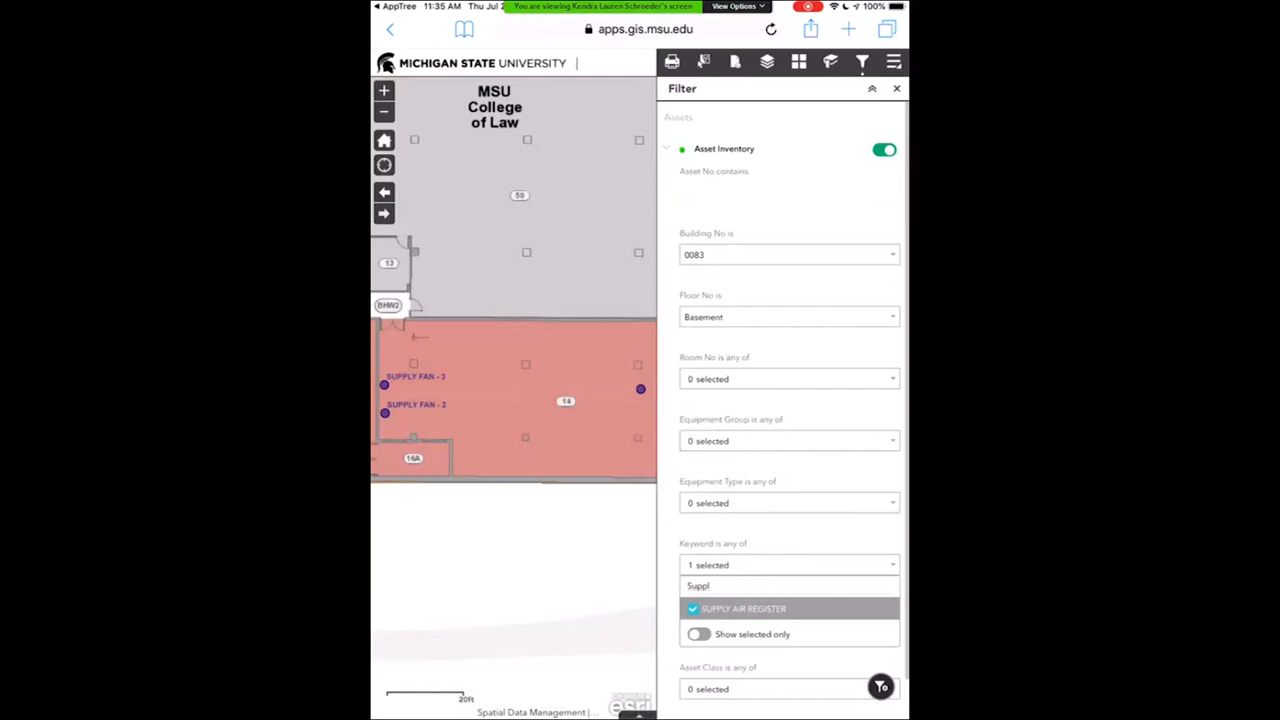 AppTree 11:35 AM Thu Jul 2
You are viewing Kendra Lauren Schroeder's screen
View Options
100%
apps.gis.msu.edu
MICHIGAN STATE UNIVERSITY
MSU
College
of Law
50
13
BHW2
SUPPLY FAN - 3
SUPPLY FAN - 2
14
16A
20ft
Spatial Data Management |...
esri
Filter
Assets
Asset Inventory
Asset No contains
Building No is
0083
Floor No is
Basement
Room No is any of
0 selected
Equipment Group is any of
0 selected
Equipment Type is any of
0 selected
Keyword is any of
1 selected
Suppl
SUPPLY AIR REGISTER
Show selected only
Asset Class is any of
0 selected